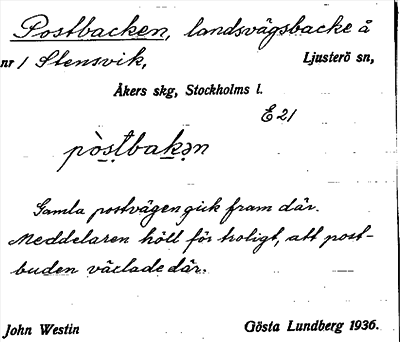 Postbacken, landsvägsbacke å
nr 1 Stensvik, Ljusterö sn,
Åkers skg, Stockholms l.
E 21
pòstbakən
Gamla postvägen gick fram där.
Meddelaren höll för troligt, att post-
buden växlade där.
John Westin Gösta Lundberg 1936.